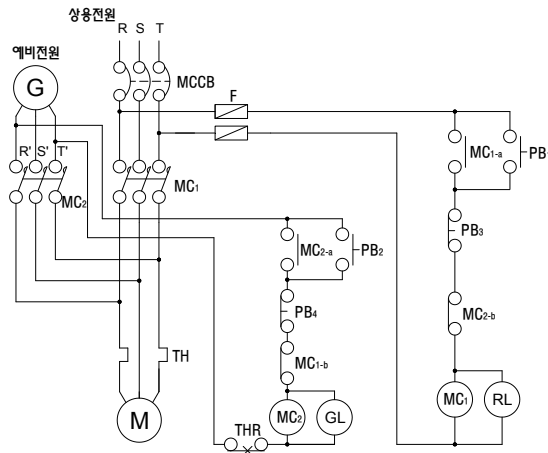 상용전원
R S T
예비전원
G
MCCB
F
R' S' T'
MC₂
MC₁
MC₁-a
PB₁
MC₂-a
PB₂
PB₃
PB₄
MC₂-b
MC₁-b
TH
M
MC₂
GL
MC₁
RL
THR